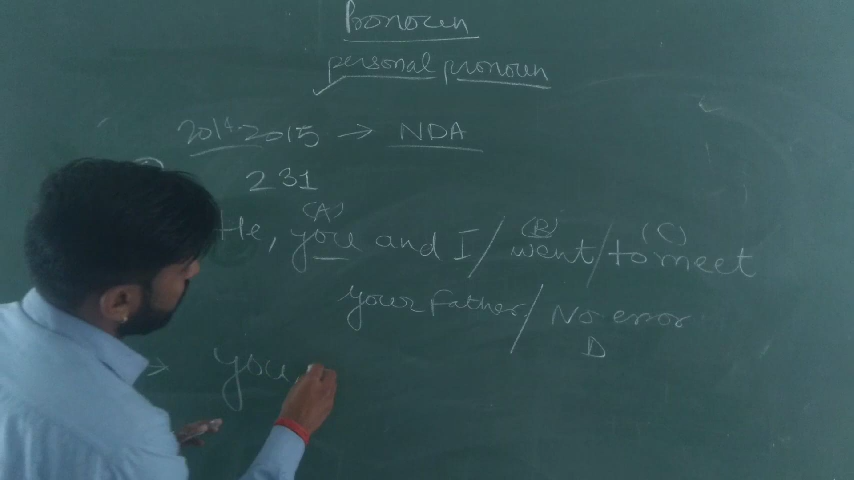 Pronoun
personal pronoun
2014-2015 → NDA
231
(A) (B) (C)
He, you and I / went / to meet
your Father. / No error
D
→ you,